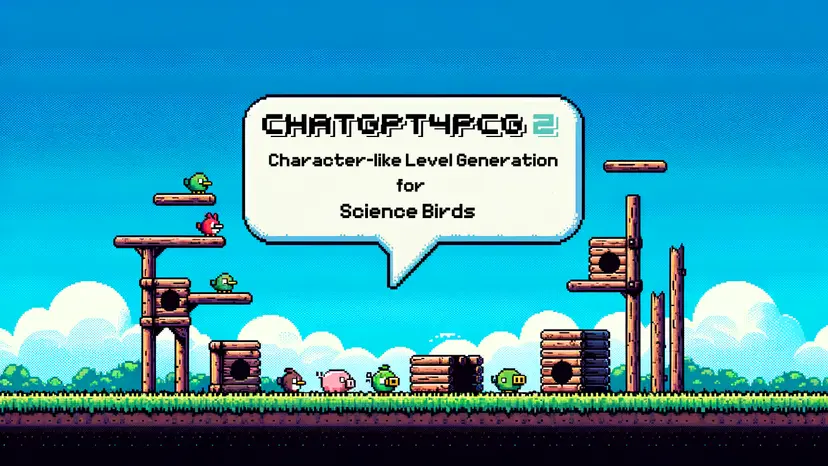 CHATGPT4PCG 2
Character-like Level Generation
for
Science Birds